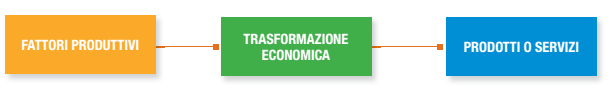 FATTORI PRODUTTIVI
TRASFORMAZIONE
ECONOMICA
PRODOTTI O SERVIZI